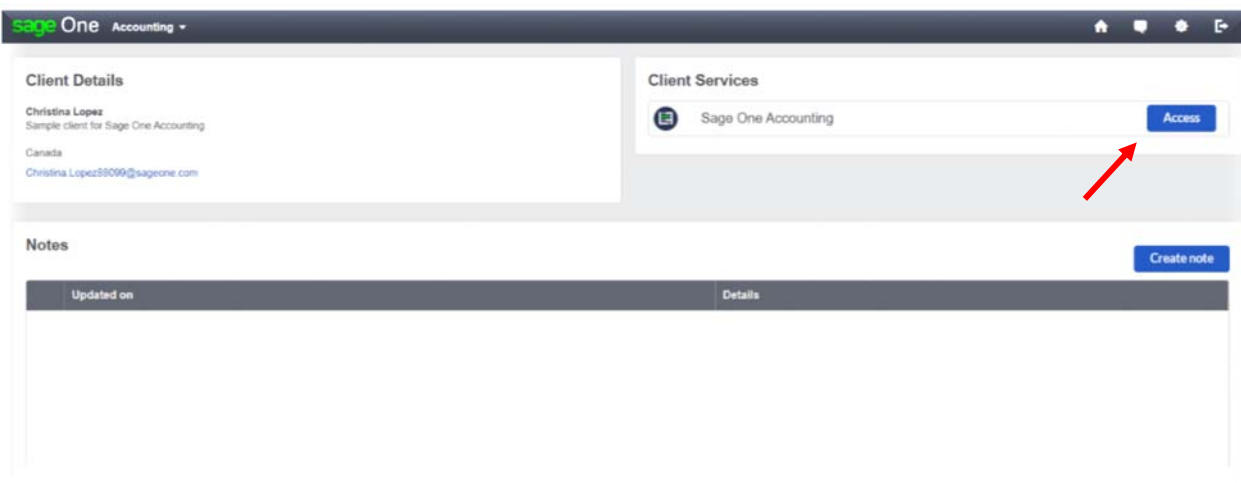 sage One Accounting
Client Details
Christina Lopez
Sample client for Sage One Accounting
Canada
Christina.Lopez88099@sageone.com
Client Services
Sage One Accounting
Access
Notes
Create note
Updated on
Details